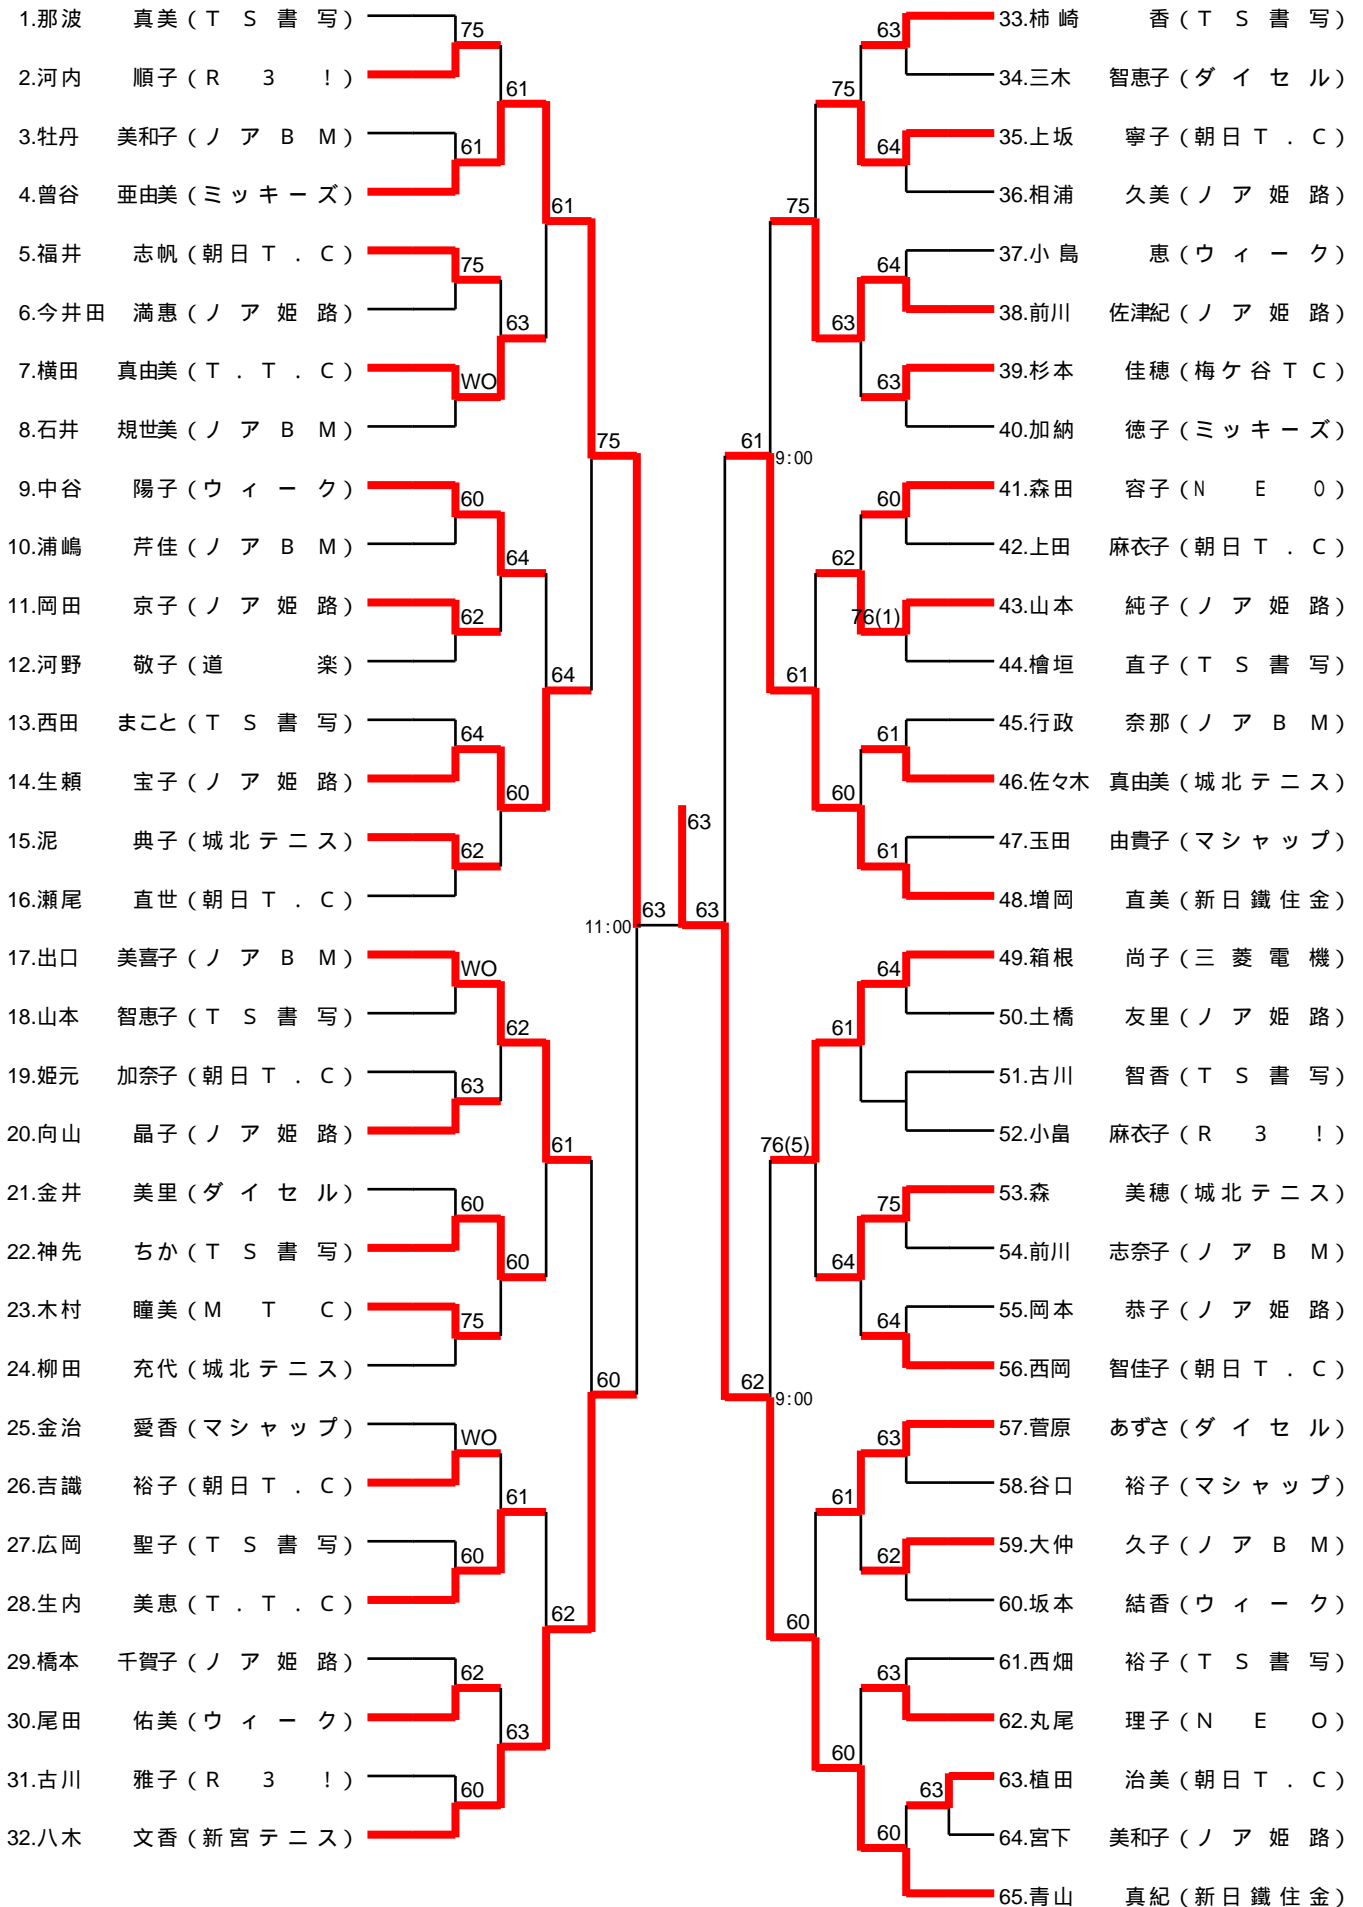 1.那波 真美（ＴＳ書写）
75
2.河内 順子（Ｒ３！）
61
3.牡丹 美和子（ノアＢＭ）
61
4.曽谷 亜由美（ミッキーズ）
61
5.福井 志帆（朝日Ｔ．Ｃ）
75
6.今井田 満惠（ノア姫路）
63
7.横田 真由美（Ｔ．Ｔ．Ｃ）
WO
8.石井 規世美（ノアＢＭ）
75
9.中谷 陽子（ウィーク）
60
10.浦嶋 芹佳（ノアＢＭ）
64
11.岡田 京子（ノア姫路）
62
12.河野 敬子（道楽）
64
13.西田 まこと（ＴＳ書写）
64
14.生頼 宝子（ノア姫路）
60
15.泥 典子（城北テニス）
62
16.瀬尾 直世（朝日Ｔ．Ｃ）
63
11:00
17.出口 美喜子（ノアＢＭ）
WO
18.山本 智恵子（ＴＳ書写）
62
19.姫元 加奈子（朝日Ｔ．Ｃ）
63
20.向山 晶子（ノア姫路）
61
21.金井 美里（ダイセル）
60
22.神先 ちか（ＴＳ書写）
60
23.木村 瞳美（ＭＴＣ）
75
24.柳田 充代（城北テニス）
60
25.金治 愛香（マシャップ）
WO
26.吉識 裕子（朝日Ｔ．Ｃ）
61
27.広岡 聖子（ＴＳ書写）
60
28.生内 美恵（Ｔ．Ｔ．Ｃ）
62
29.橋本 千賀子（ノア姫路）
62
30.尾田 佑美（ウィーク）
63
31.古川 雅子（Ｒ３！）
60
32.八木 文香（新宮テニス）
63
63
33.柿崎 香（ＴＳ書写）
63
34.三木 智恵子（ダイセル）
75
35.上坂 寧子（朝日Ｔ．Ｃ）
64
36.相浦 久美（ノア姫路）
75
37.小島 恵（ウィーク）
64
38.前川 佐津紀（ノア姫路）
63
39.杉本 佳穂（梅ケ谷ＴＣ）
63
40.加納 徳子（ミッキーズ）
61
9:00
41.森田 容子（ＮＥＯ）
60
42.上田 麻衣子（朝日Ｔ．Ｃ）
62
43.山本 純子（ノア姫路）
76(1)
44.檜垣 直子（ＴＳ書写）
61
45.行政 奈那（ノアＢＭ）
61
46.佐々木 真由美（城北テニス）
60
47.玉田 由貴子（マシャップ）
61
48.増岡 直美（新日鐵住金）
49.箱根 尚子（三菱電機）
64
50.土橋 友里（ノア姫路）
61
51.古川 智香（ＴＳ書写）
52.小畠 麻衣子（Ｒ３！）
76(5)
53.森 美穂（城北テニス）
75
54.前川 志奈子（ノアＢＭ）
64
55.岡本 恭子（ノア姫路）
64
56.西岡 智佳子（朝日Ｔ．Ｃ）
62
9:00
57.菅原 あずさ（ダイセル）
63
58.谷口 裕子（マシャップ）
61
59.大仲 久子（ノアＢＭ）
62
60.坂本 結香（ウィーク）
60
61.西畑 裕子（ＴＳ書写）
63
62.丸尾 理子（ＮＥＯ）
60
63.植田 治美（朝日Ｔ．Ｃ）
63
64.宮下 美和子（ノア姫路）
60
65.青山 真紀（新日鐵住金）